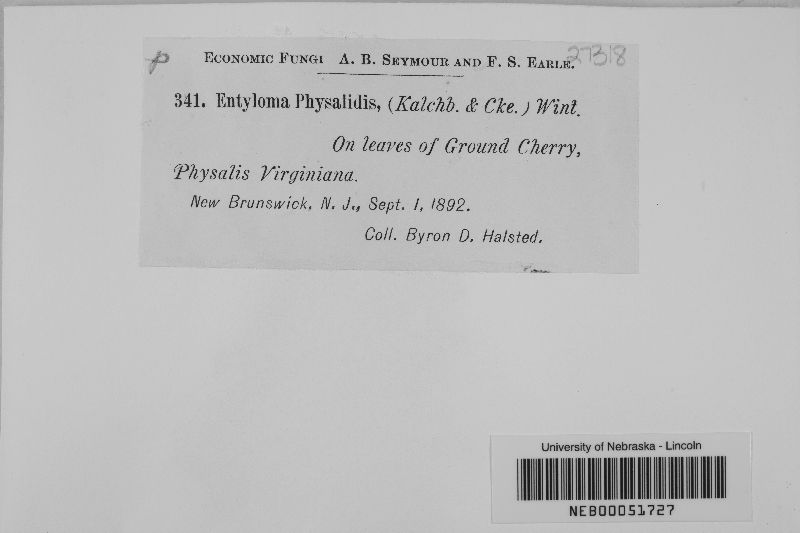 p
ECONOMIC FUNGI A. B. SEYMOUR AND F. S. EARLE.
27318
341. Entyloma Physalidis, (Kalchb. & Cke.) Wint.
On leaves of Ground Cherry,
Physalis Virginiana.
New Brunswick, N. J., Sept. 1, 1892.
Coll. Byron D. Halsted.
University of Nebraska - Lincoln
NEB00051727